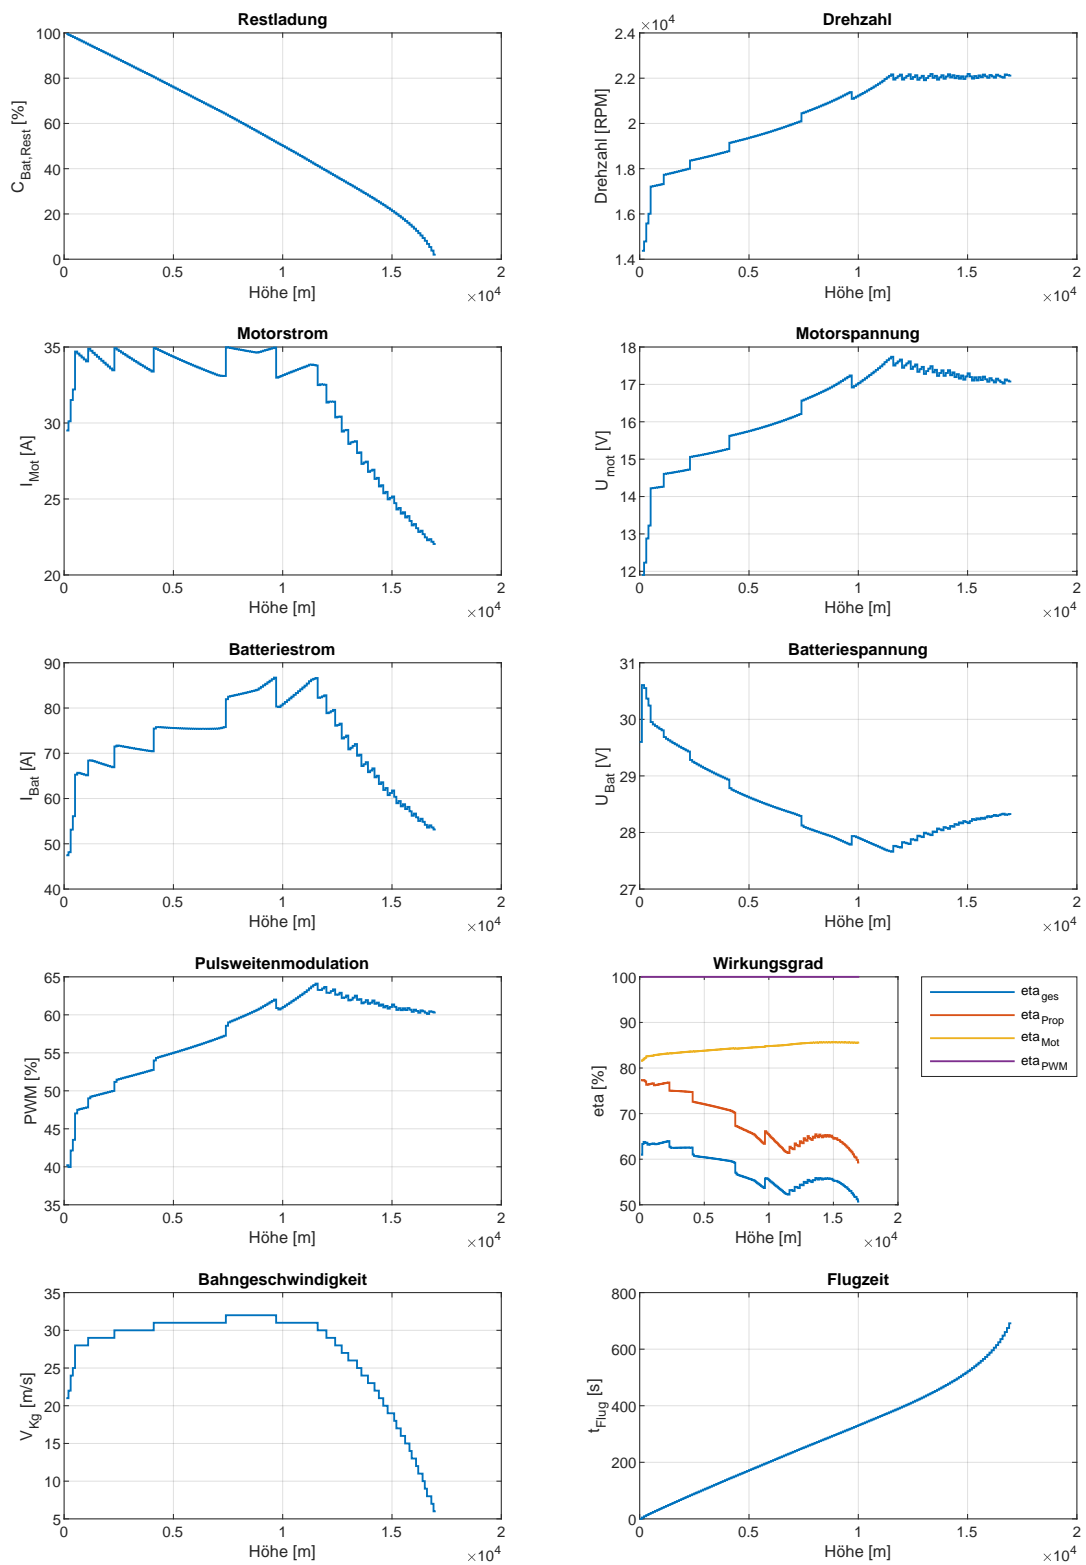 Restladung
C_Bat,Rest [%]
100
80
60
40
20
0
0 0.5 1 1.5 2
Höhe [m]
×10^4
Drehzahl
×10^4
Drehzahl [RPM]
2.4
2.2
2
1.8
1.6
1.4
0 0.5 1 1.5 2
Höhe [m]
×10^4
Motorstrom
I_Mot [A]
35
30
25
20
0 0.5 1 1.5 2
Höhe [m]
×10^4
Motorspannung
U_mot [V]
18
17
16
15
14
13
12
0 0.5 1 1.5 2
Höhe [m]
×10^4
Batteriestrom
I_Bat [A]
90
80
70
60
50
40
0 0.5 1 1.5 2
Höhe [m]
×10^4
Batteriespannung
U_Bat [V]
31
30
29
28
27
0 0.5 1 1.5 2
Höhe [m]
×10^4
Pulsweitenmodulation
PWM [%]
65
60
55
50
45
40
35
0 0.5 1 1.5 2
Höhe [m]
×10^4
Wirkungsgrad
eta [%]
100
90
80
70
60
50
0 0.5 1 1.5 2
Höhe [m]
×10^4
eta_ges
eta_Prop
eta_Mot
eta_PWM
Bahngeschwindigkeit
V_Kg [m/s]
35
30
25
20
15
10
5
0 0.5 1 1.5 2
Höhe [m]
×10^4
Flugzeit
t_Flug [s]
800
600
400
200
0
0 0.5 1 1.5 2
Höhe [m]
×10^4